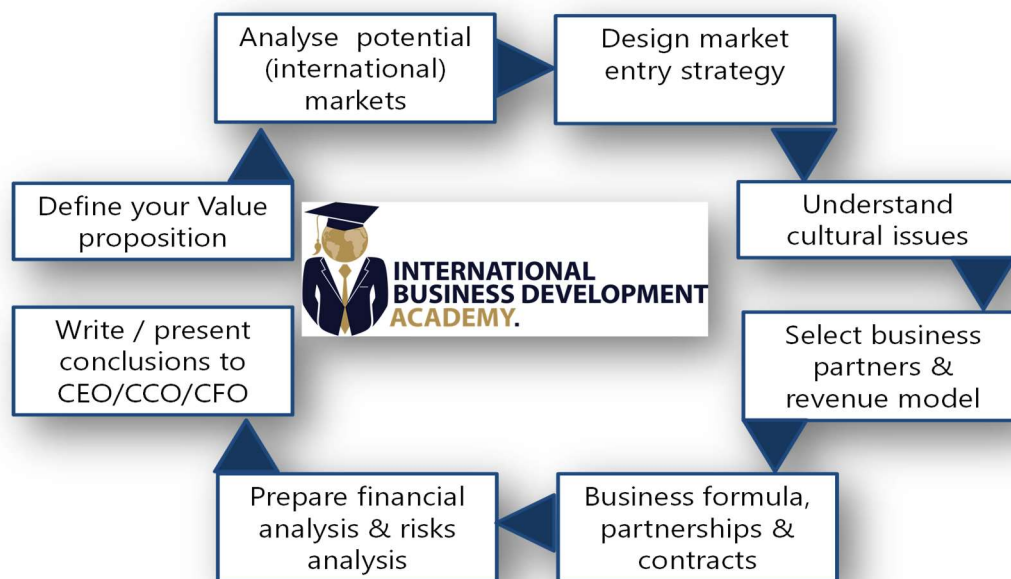 Analyse potential
(international)
markets
Design market
entry strategy
Understand
cultural issues
Select business
partners &
revenue model
Business formula,
partnerships &
contracts
Prepare financial
analysis & risks
analysis
Write / present
conclusions to
CEO/CCO/CFO
Define your Value
proposition
INTERNATIONAL
BUSINESS DEVELOPMENT
ACADEMY.